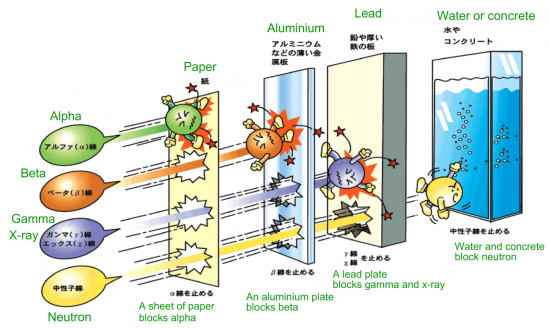 Paper
紙
Aluminium
アルミニウム
などの薄い金
属板
Lead
鉛や厚い
鉄の板
Water or concrete
水や
コンクリート
Alpha
アルファ(α)線
Beta
ベータ(β)線
Gamma
X-ray
ガンマ(γ)線
エックス(χ)線
中性子線
Neutron
α線を止める
A sheet of paper
blocks alpha
β線を止める
An aluminium plate
blocks beta
γ線
χ線
を止める
A lead plate
blocks gamma and x-ray
中性子線を止める
Water and concrete
block neutron